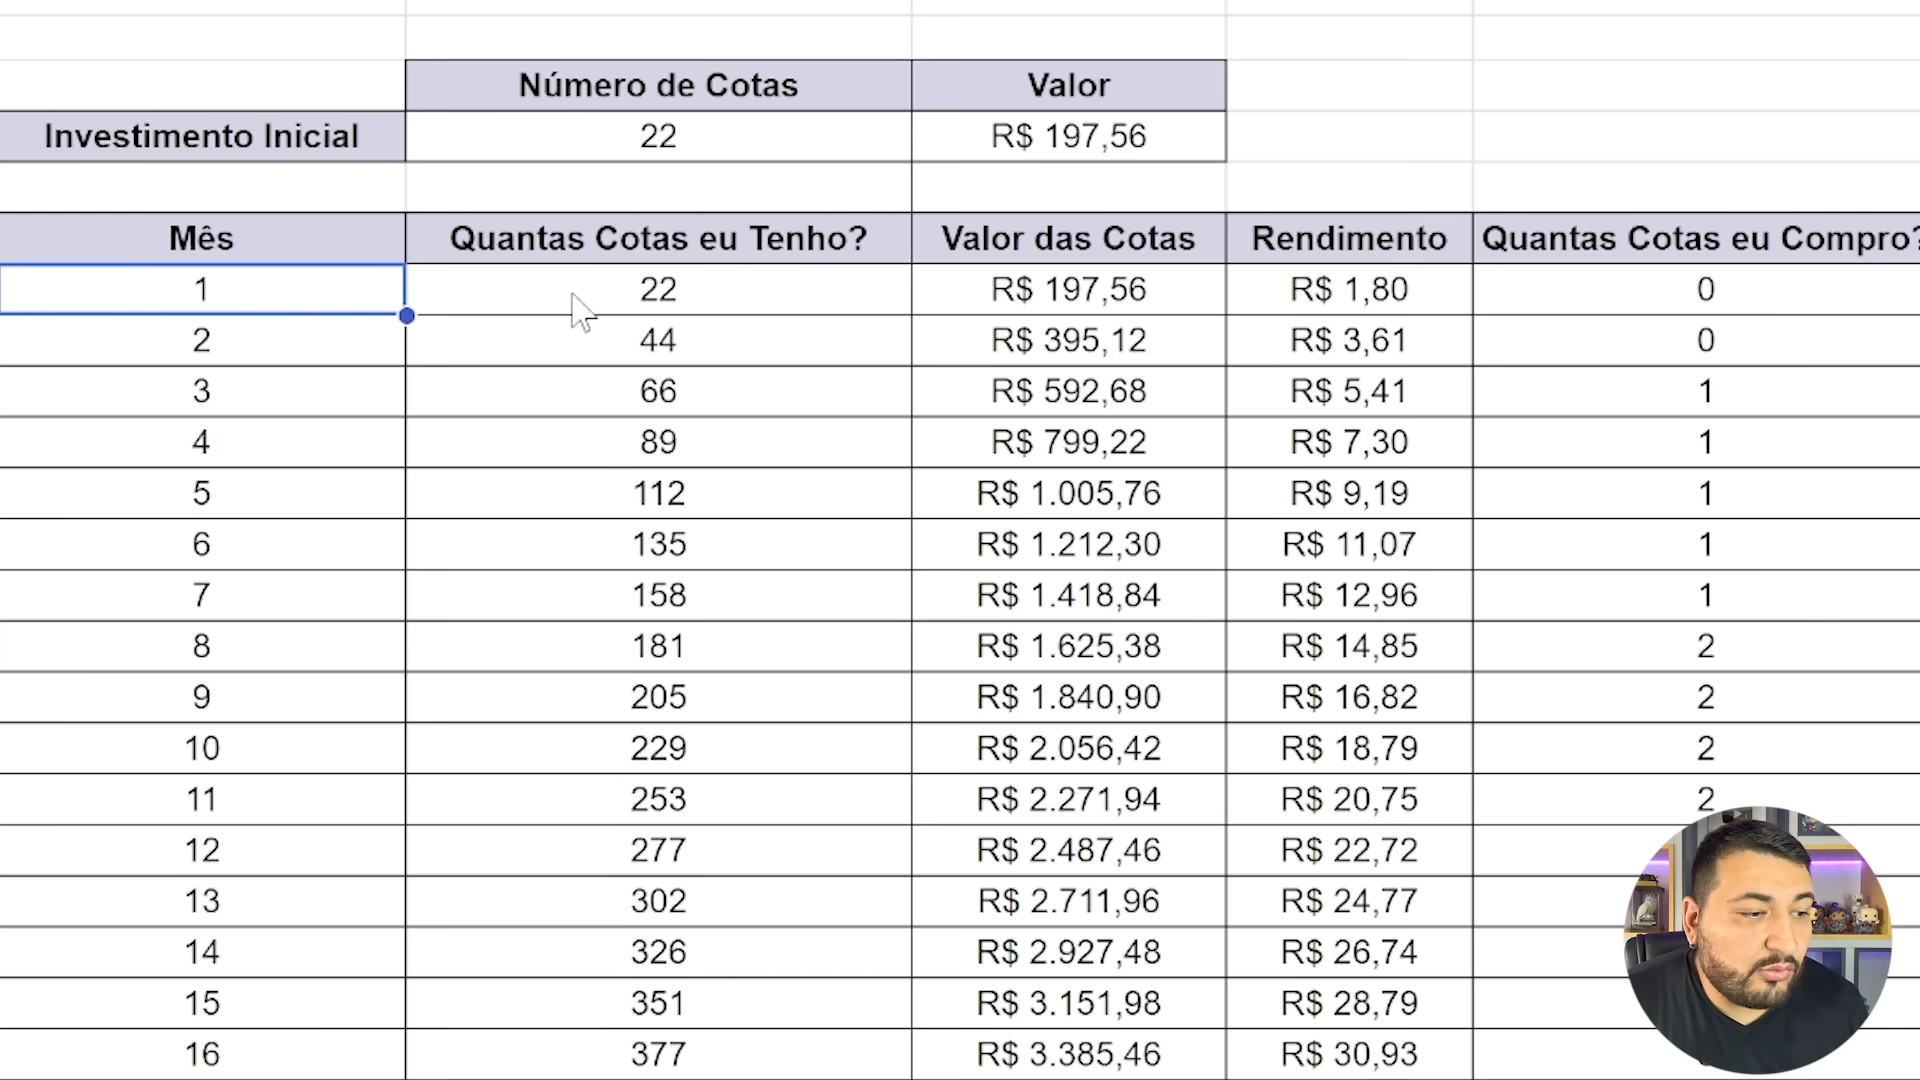 Número de Cotas Valor
Investimento Inicial 22 R$ 197,56
Mês Quantas Cotas eu Tenho? Valor das Cotas Rendimento Quantas Cotas eu Compro?
1 22 R$ 197,56 R$ 1,80 0
2 44 R$ 395,12 R$ 3,61 0
3 66 R$ 592,68 R$ 5,41 1
4 89 R$ 799,22 R$ 7,30 1
5 112 R$ 1.005,76 R$ 9,19 1
6 135 R$ 1.212,30 R$ 11,07 1
7 158 R$ 1.418,84 R$ 12,96 1
8 181 R$ 1.625,38 R$ 14,85 2
9 205 R$ 1.840,90 R$ 16,82 2
10 229 R$ 2.056,42 R$ 18,79 2
11 253 R$ 2.271,94 R$ 20,75 2
12 277 R$ 2.487,46 R$ 22,72
13 302 R$ 2.711,96 R$ 24,77
14 326 R$ 2.927,48 R$ 26,74
15 351 R$ 3.151,98 R$ 28,79
16 377 R$ 3.385,46 R$ 30,93